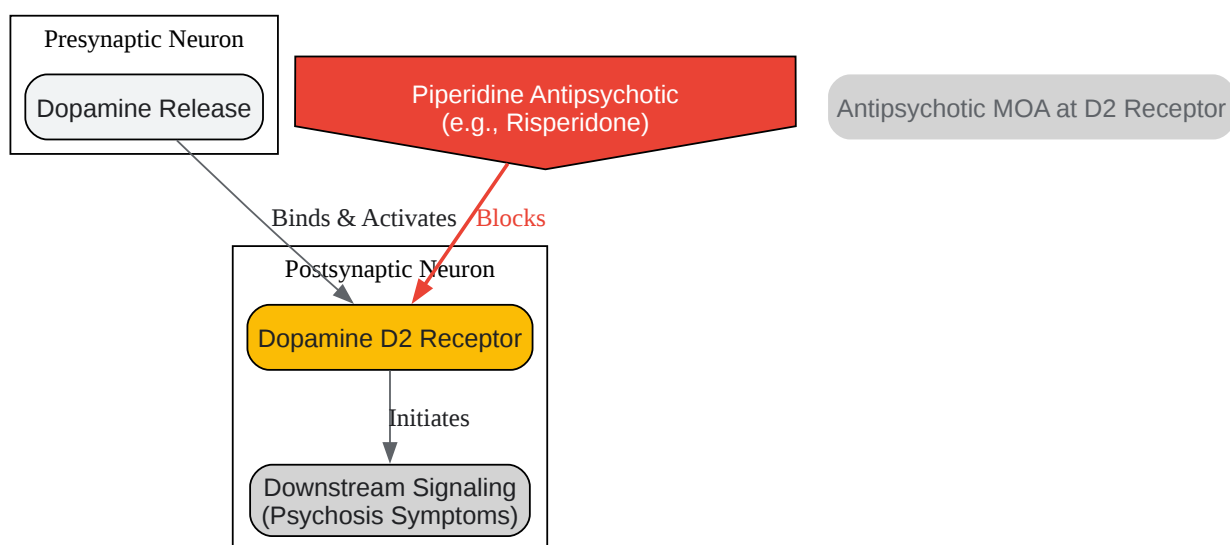 Presynaptic Neuron
Dopamine Release
Piperidine Antipsychotic
(e.g., Risperidone)
Antipsychotic MOA at D2 Receptor
Binds & Activates
Blocks
Postsynaptic Neuron
Dopamine D2 Receptor
Initiates
Downstream Signaling
(Psychosis Symptoms)